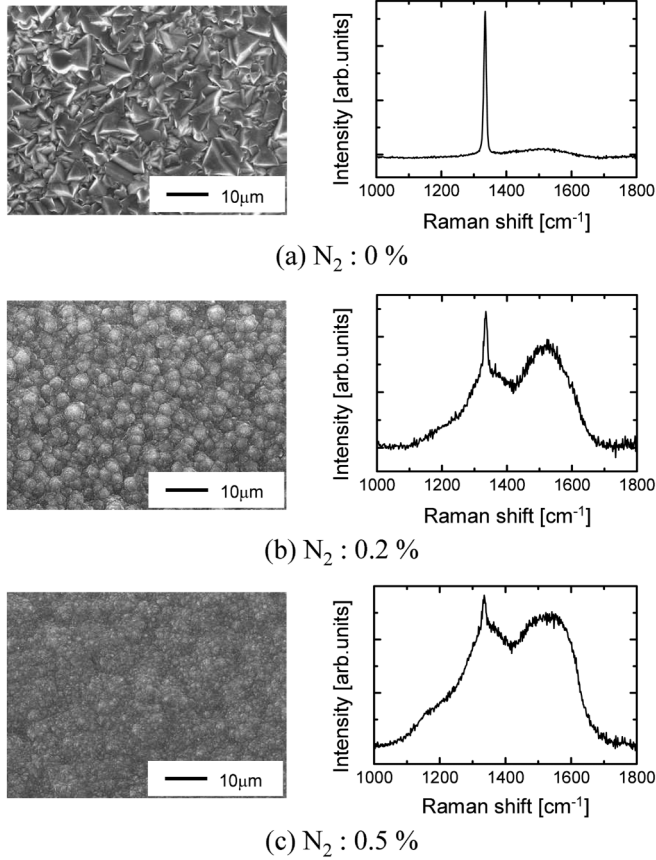 10μm
Intensity [arb.units]
1000 1200 1400 1600 1800
Raman shift [cm-1]
(a) N2 : 0 %
10μm
Intensity [arb.units]
1000 1200 1400 1600 1800
Raman shift [cm-1]
(b) N2 : 0.2 %
10μm
Intensity [arb.units]
1000 1200 1400 1600 1800
Raman shift [cm-1]
(c) N2 : 0.5 %